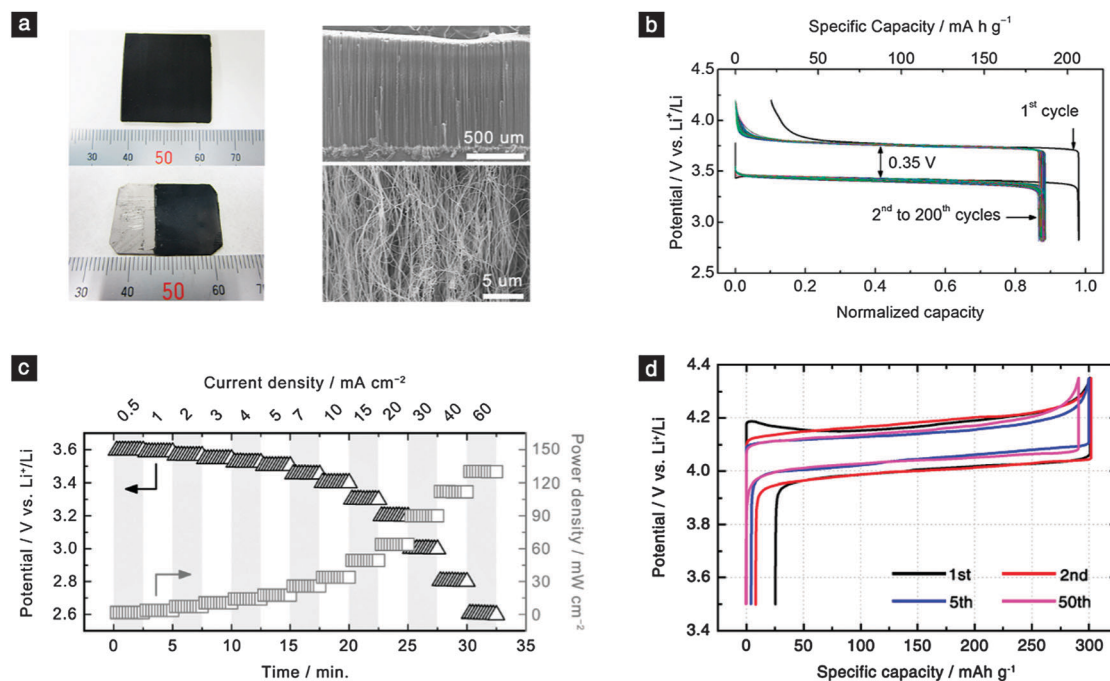 a
30 40 50 60 70
30 40 50 60
500 um
5 um
b
Specific Capacity / mA h g⁻¹
0 50 100 150 200
Potential / V vs. Li⁺/Li
4.5
4.0
3.5
3.0
2.5
1ˢᵗ cycle
0.35 V
2ⁿᵈ to 200ᵗʰ cycles
0.0 0.2 0.4 0.6 0.8 1.0
Normalized capacity
c
Current density / mA cm⁻²
0.5 1 2 3 4 5 7 10 15 20 30 40 60
Potential / V vs. Li⁺/Li
3.6
3.4
3.2
3.0
2.8
2.6
150
120
90
60
30
0
Power density / mW cm⁻²
0 5 10 15 20 25 30 35
Time / min.
d
Potential / V vs. Li⁺/Li
4.4
4.2
4.0
3.8
3.6
3.4
1st 2nd
5th 50th
0 50 100 150 200 250 300
Specific capacity / mAh g⁻¹